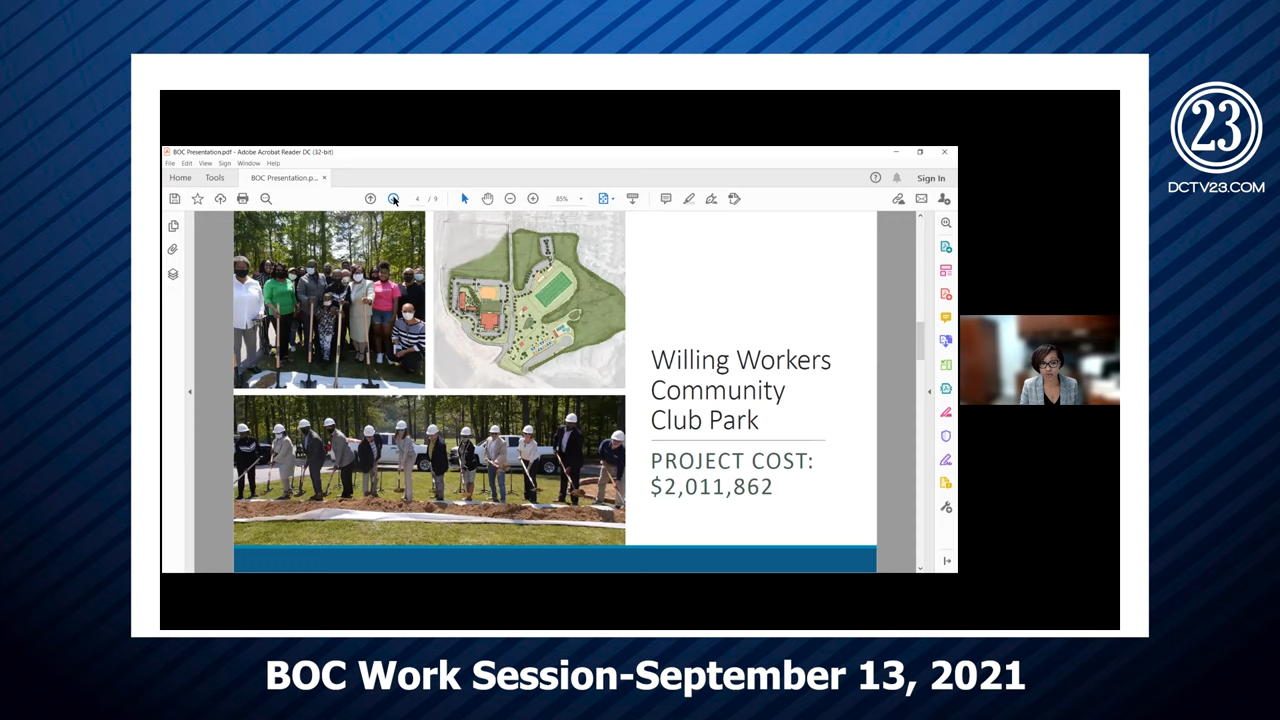 23
DCTV23.COM
BOC Presentation.pdf - Adobe Acrobat Reader DC (32-bit)
File Edit View Sign Window Help
Home Tools BOC Presentation.p... × Sign In
4 / 9 85%
Willing Workers
Community
Club Park
PROJECT COST:
$2,011,862
BOC Work Session-September 13, 2021